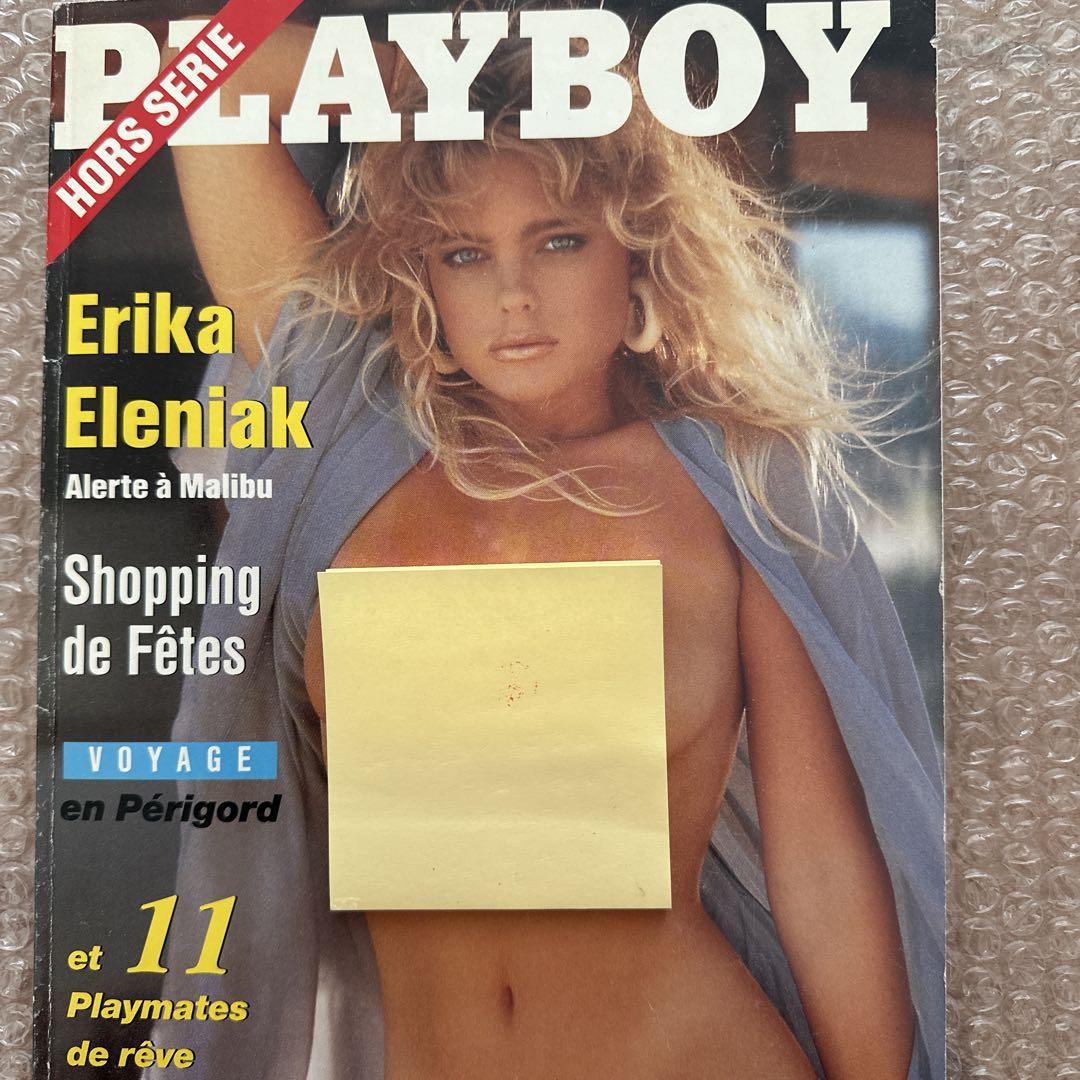 PLAYBOY
HORS SERIE
Erika
Eleniak
Alerte à Malibu
Shopping
de Fêtes
VOYAGE
en Périgord
et 11
Playmates
de rêve